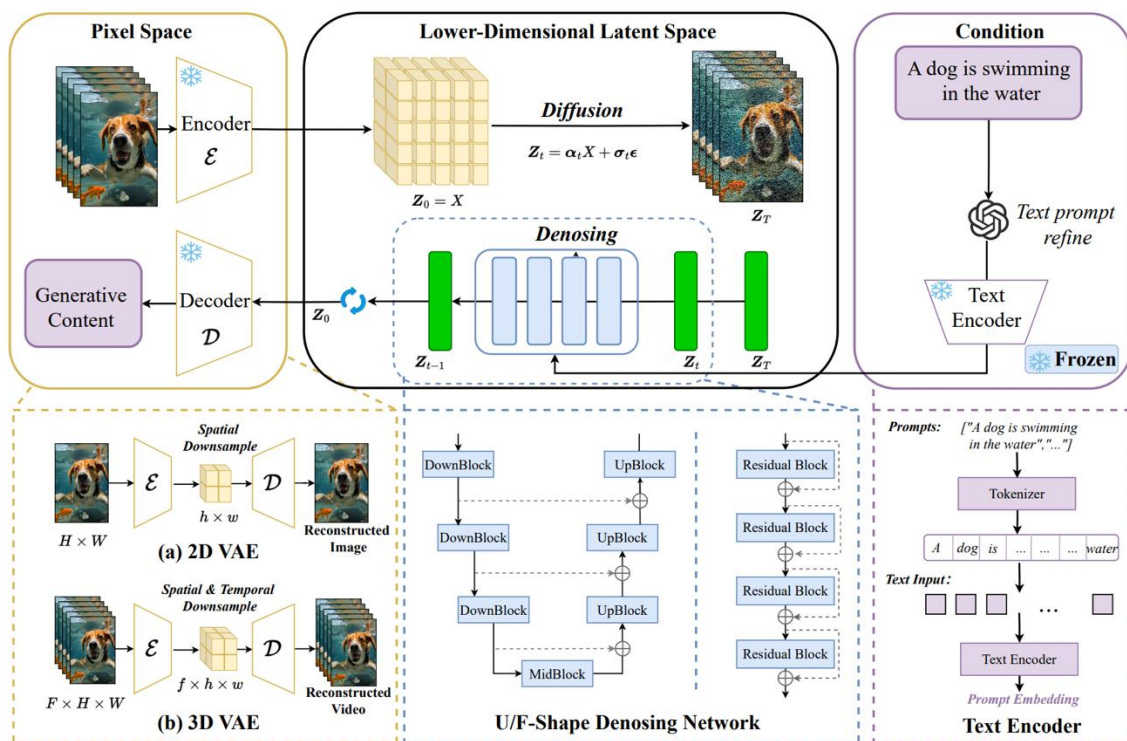 Pixel Space
Encoder
ℰ
Decoder
𝒟
Generative
Content
Lower-Dimensional Latent Space
Diffusion
Z_t = α_t X + σ_t ϵ
Z_0 = X
Z_T
Denosing
Z_0
Z_{t−1}
Z_t
Z_T
Condition
A dog is swimming
in the water
Text prompt
refine
Text
Encoder
Frozen
Spatial
Downsample
ℰ
𝒟
h × w
H × W
Reconstructed
Image
(a) 2D VAE
Spatial & Temporal
Downsample
ℰ
𝒟
f × h × w
F × H × W
Reconstructed
Video
(b) 3D VAE
DownBlock
DownBlock
DownBlock
MidBlock
UpBlock
UpBlock
UpBlock
Residual Block
Residual Block
Residual Block
Residual Block
U/F-Shape Denosing Network
Prompts: ["A dog is swimming
in the water","..."]
Tokenizer
A dog is ... ... ... water
Text Input:
...
Text Encoder
Prompt Embedding
Text Encoder